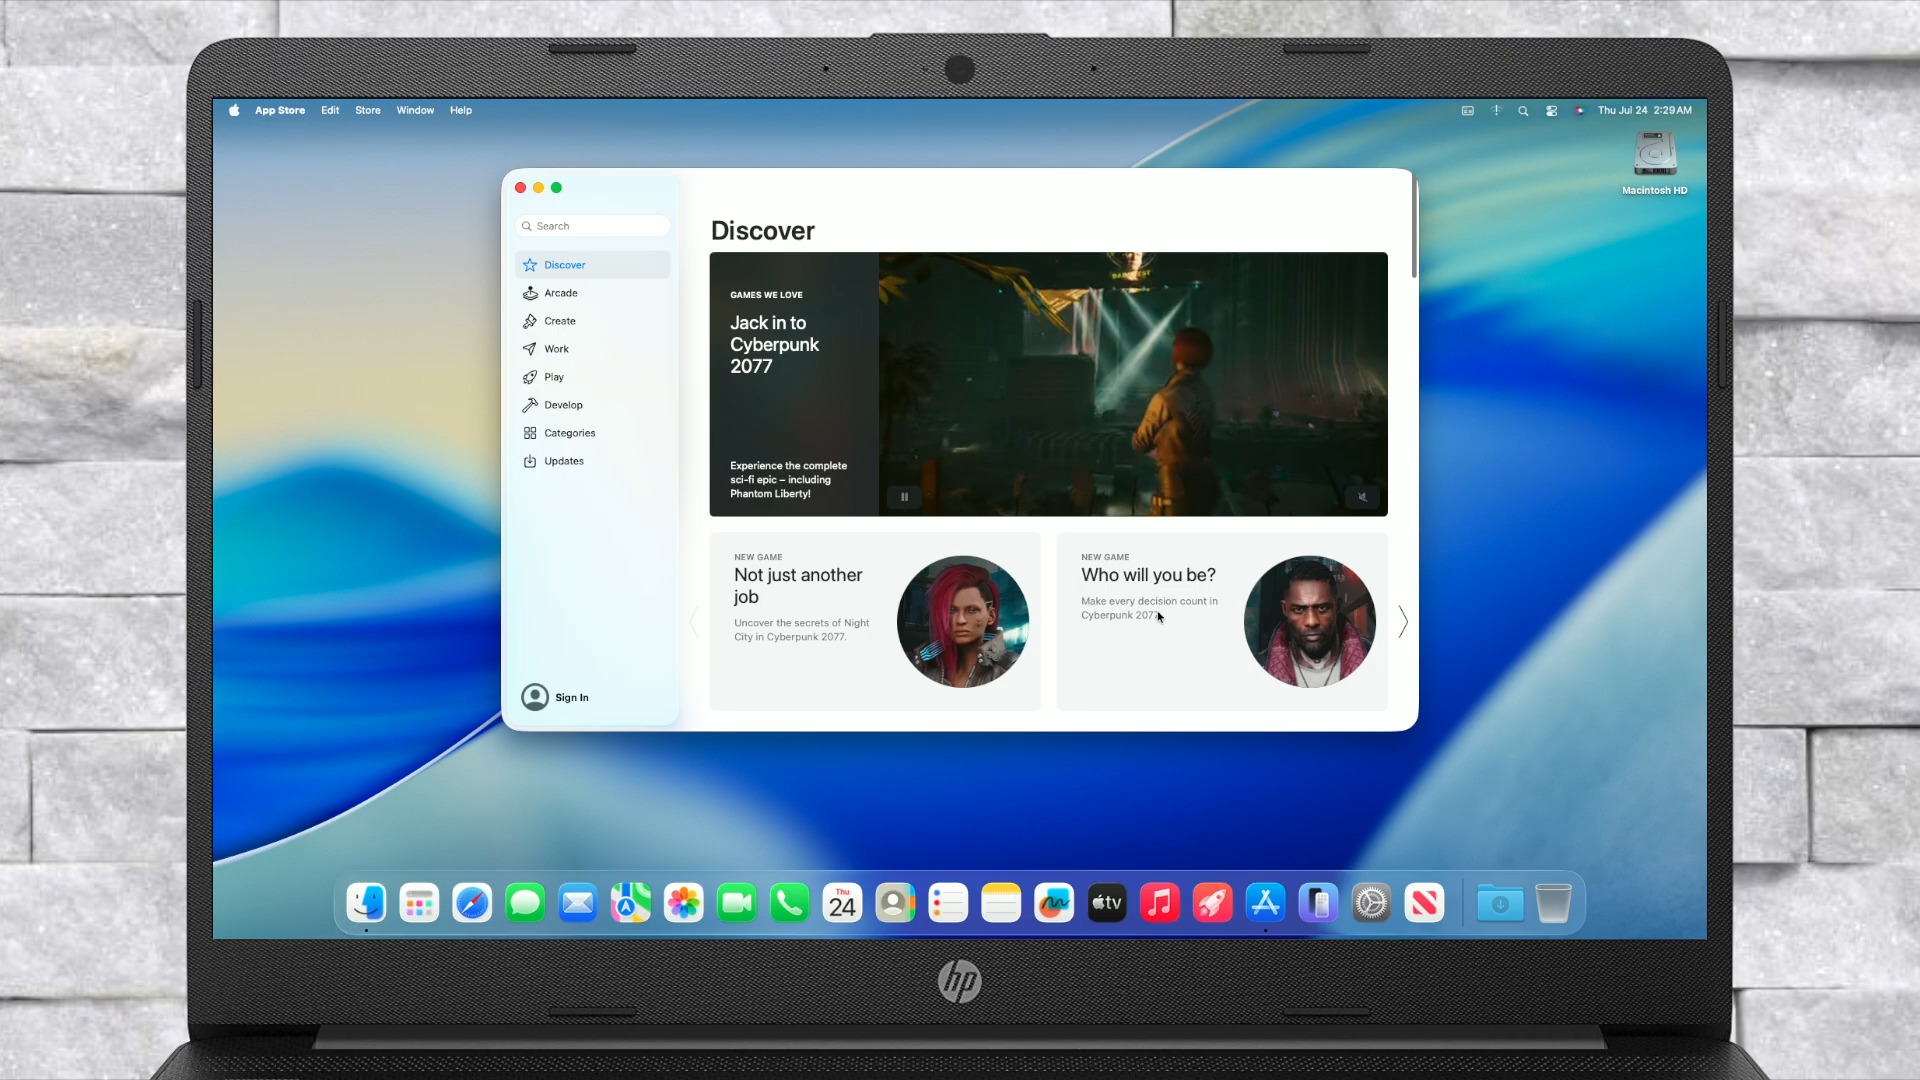 App Store Edit Store Window Help
Thu Jul 24 2:29 AM
Macintosh HD
Search
Discover
Arcade
Create
Work
Play
Develop
Categories
Updates
Sign In
Discover
GAMES WE LOVE
Jack in to
Cyberpunk
2077
Experience the complete
sci-fi epic – including
Phantom Liberty!
NEW GAME
Not just another
job
Uncover the secrets of Night
City in Cyberpunk 2077.
NEW GAME
Who will you be?
Make every decision count in
Cyberpunk 2077
Thu
24
tv
hp